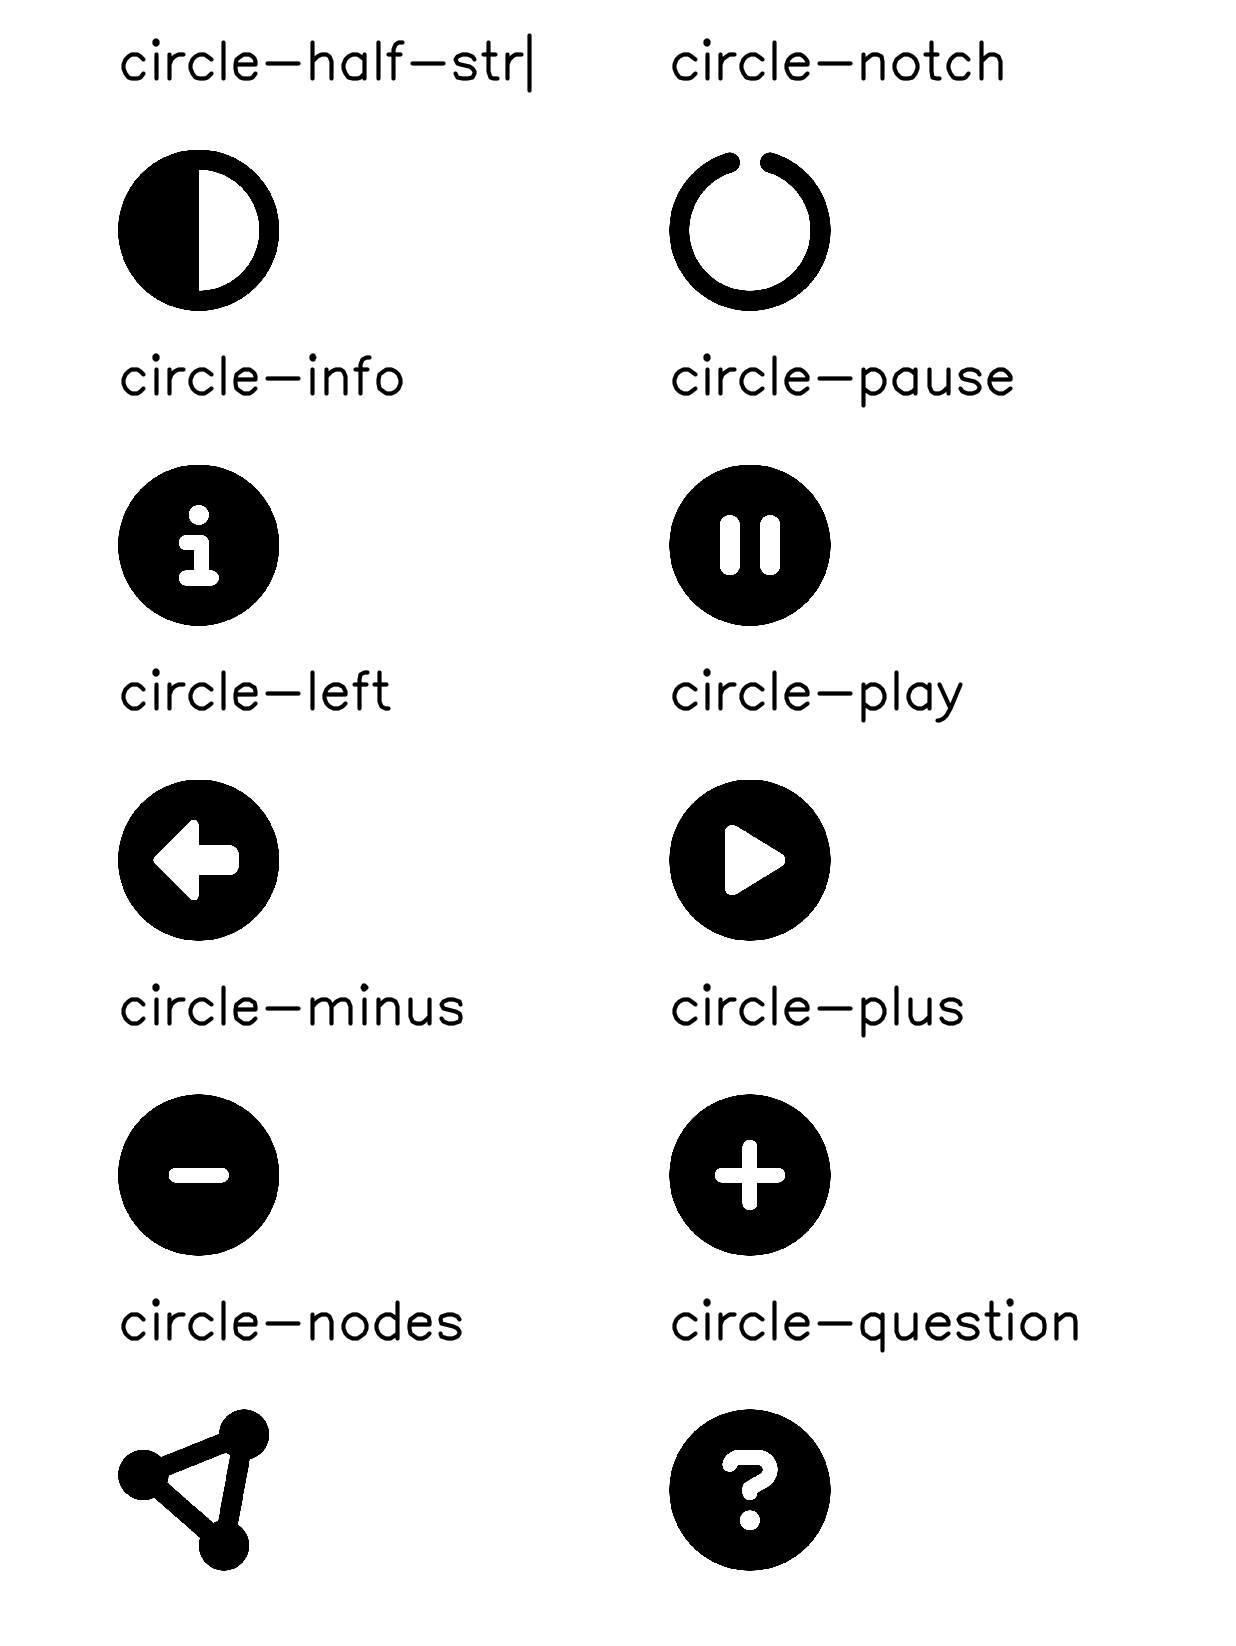 circle-half-str|
circle-notch
circle-info
circle-pause
circle-left
circle-play
circle-minus
circle-plus
circle-nodes
circle-question